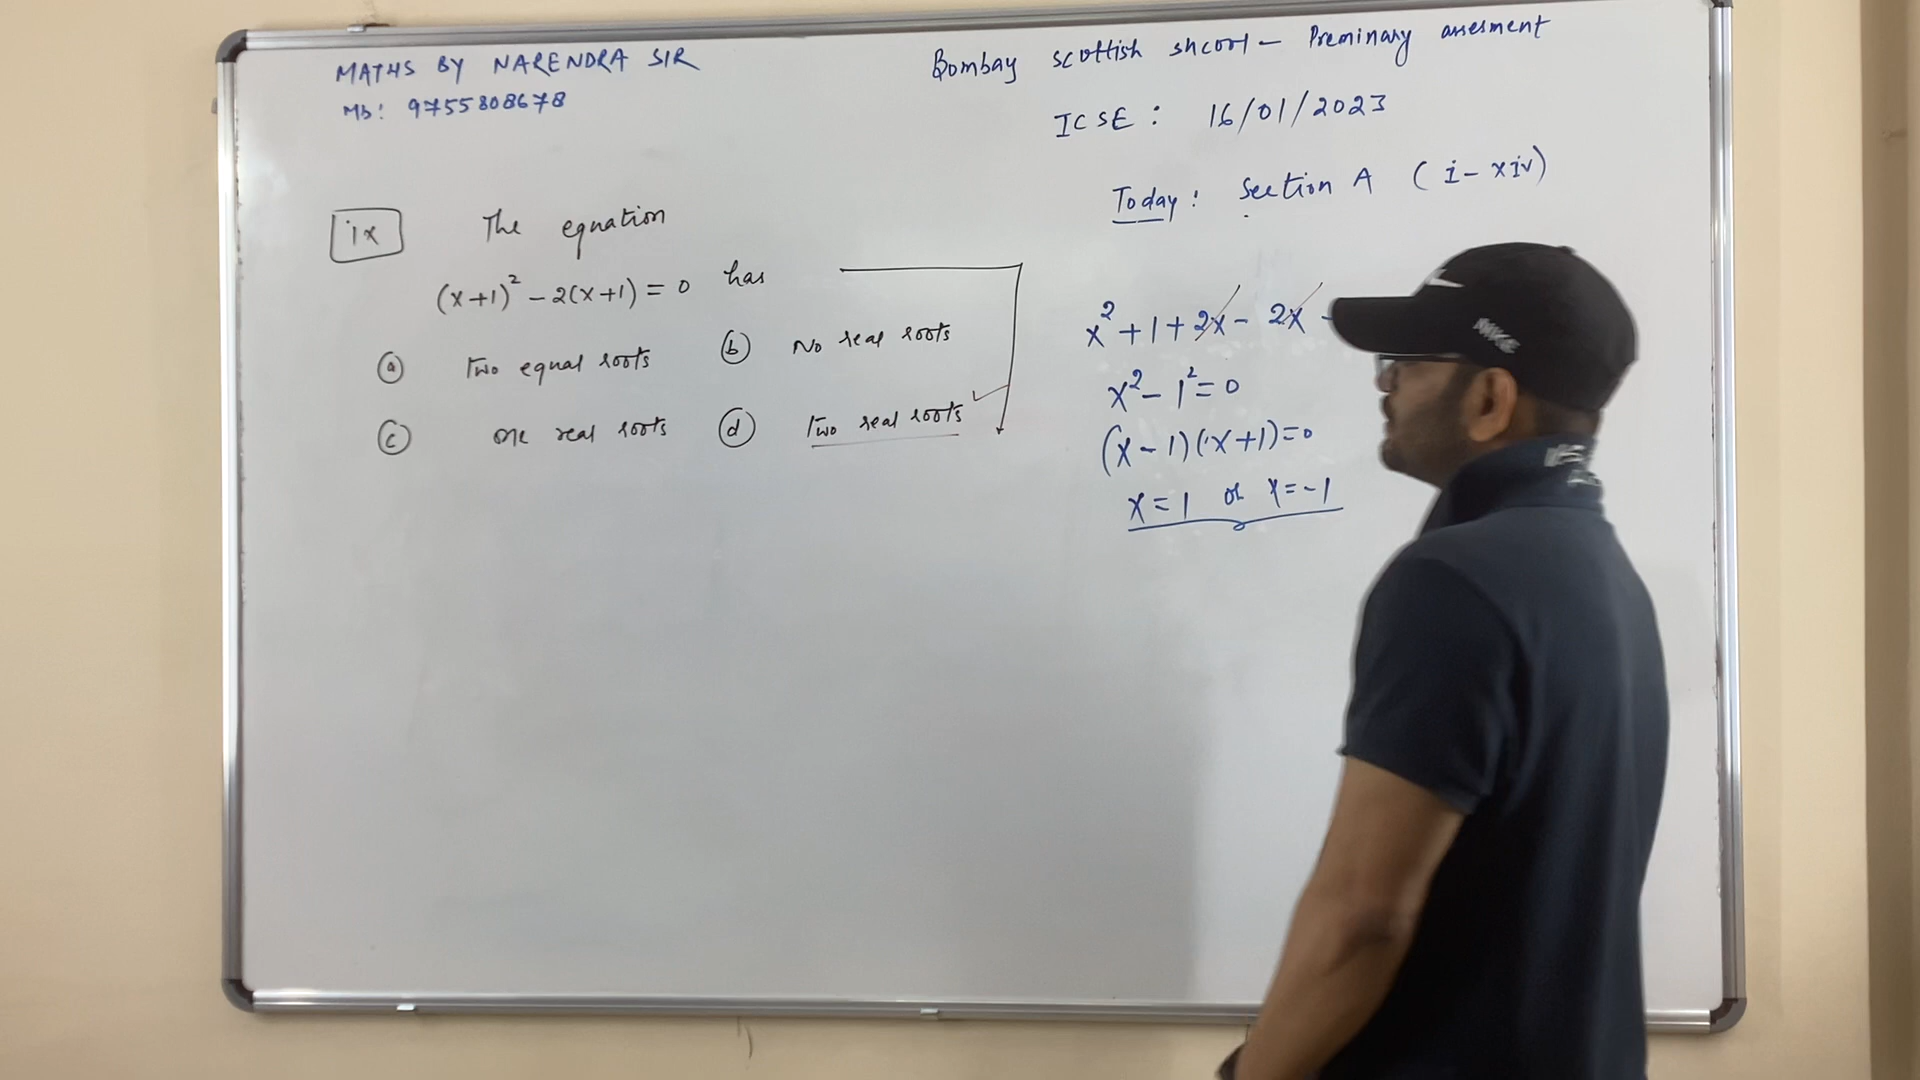 MATHS BY NARENDRA SIR
Mb: 9755808678
Bombay scottish shcool - Preminary assesment
ICSE: 16/01/2023
Today: Section A (i-xiv)
ix The equation
(x+1)² - 2(x+1) = 0 has
(a) Two equal roots (b) No real roots
(c) one real roots (d) Two real roots
x² + 1 + 2x - 2x -
x² - 1² = 0
(x-1)(x+1)=0
x = 1 or x = -1
NIKE